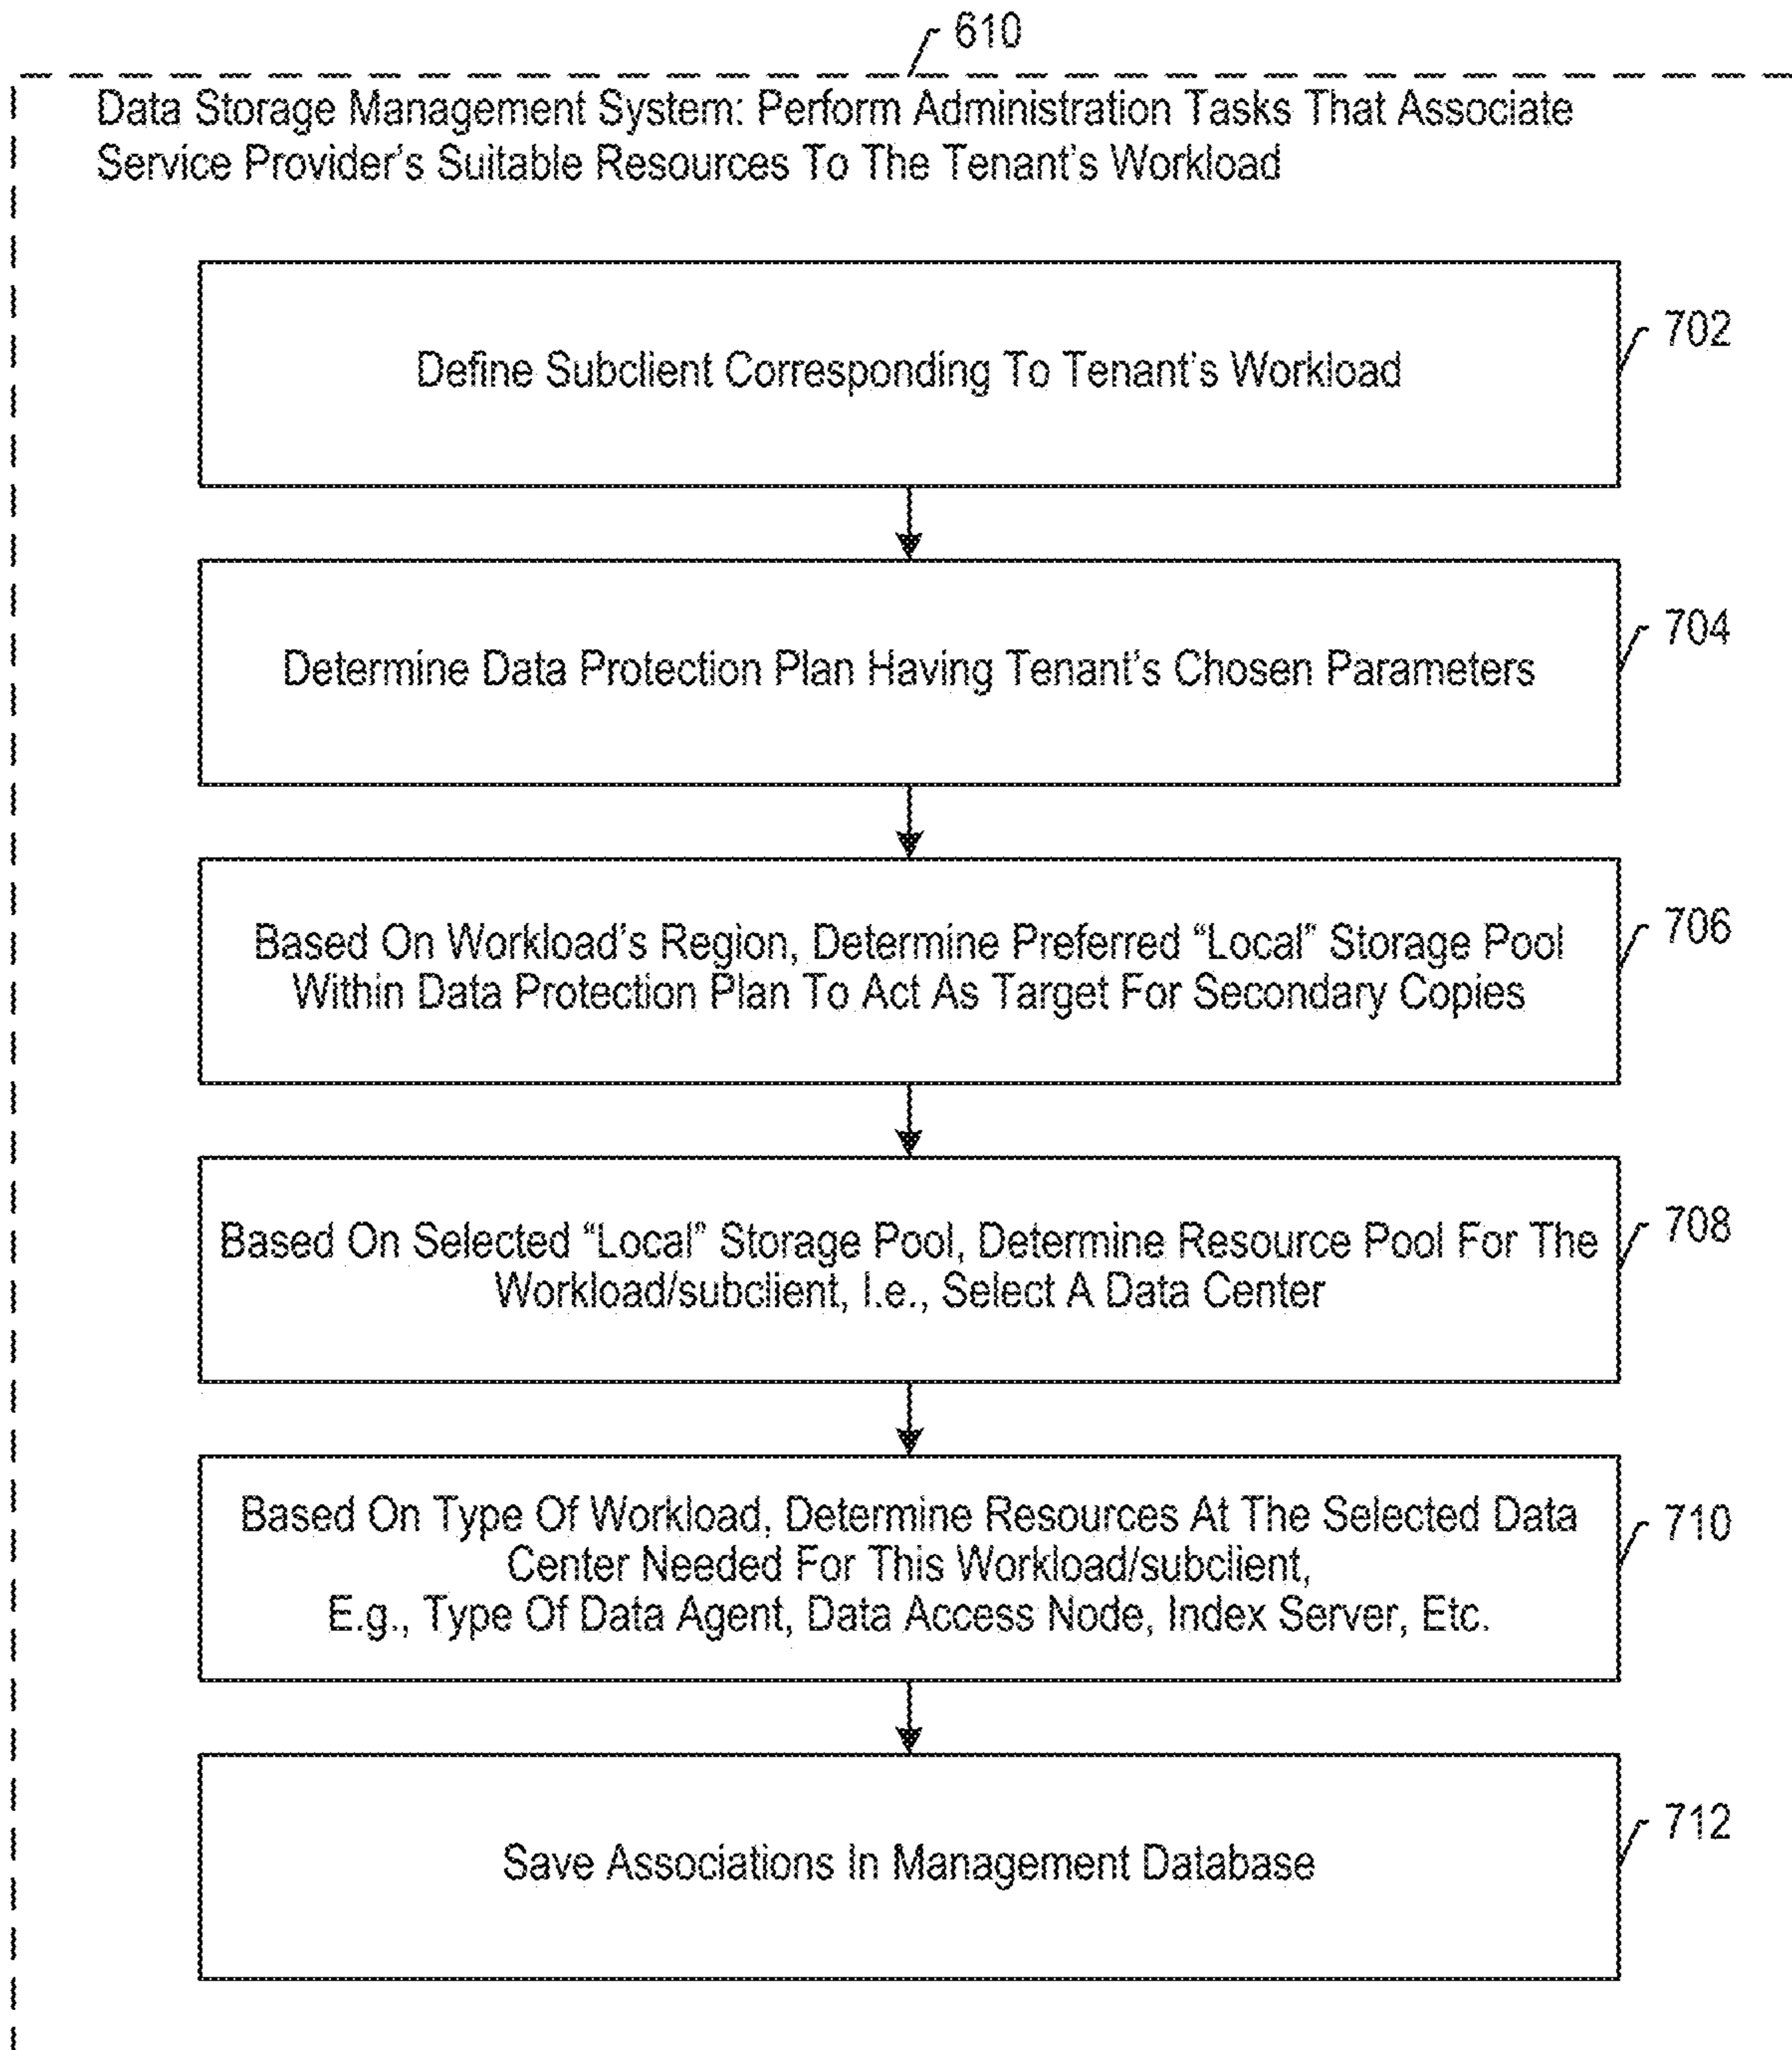 610
Data Storage Management System: Perform Administration Tasks That Associate
Service Provider's Suitable Resources To The Tenant's Workload
Define Subclient Corresponding To Tenant's Workload
702
Determine Data Protection Plan Having Tenant's Chosen Parameters
704
Based On Workload's Region, Determine Preferred “Local” Storage Pool
Within Data Protection Plan To Act As Target For Secondary Copies
706
Based On Selected “Local” Storage Pool, Determine Resource Pool For The
Workload/subclient, I.e., Select A Data Center
708
Based On Type Of Workload, Determine Resources At The Selected Data
Center Needed For This Workload/subclient,
E.g., Type Of Data Agent, Data Access Node, Index Server, Etc.
710
Save Associations In Management Database
712